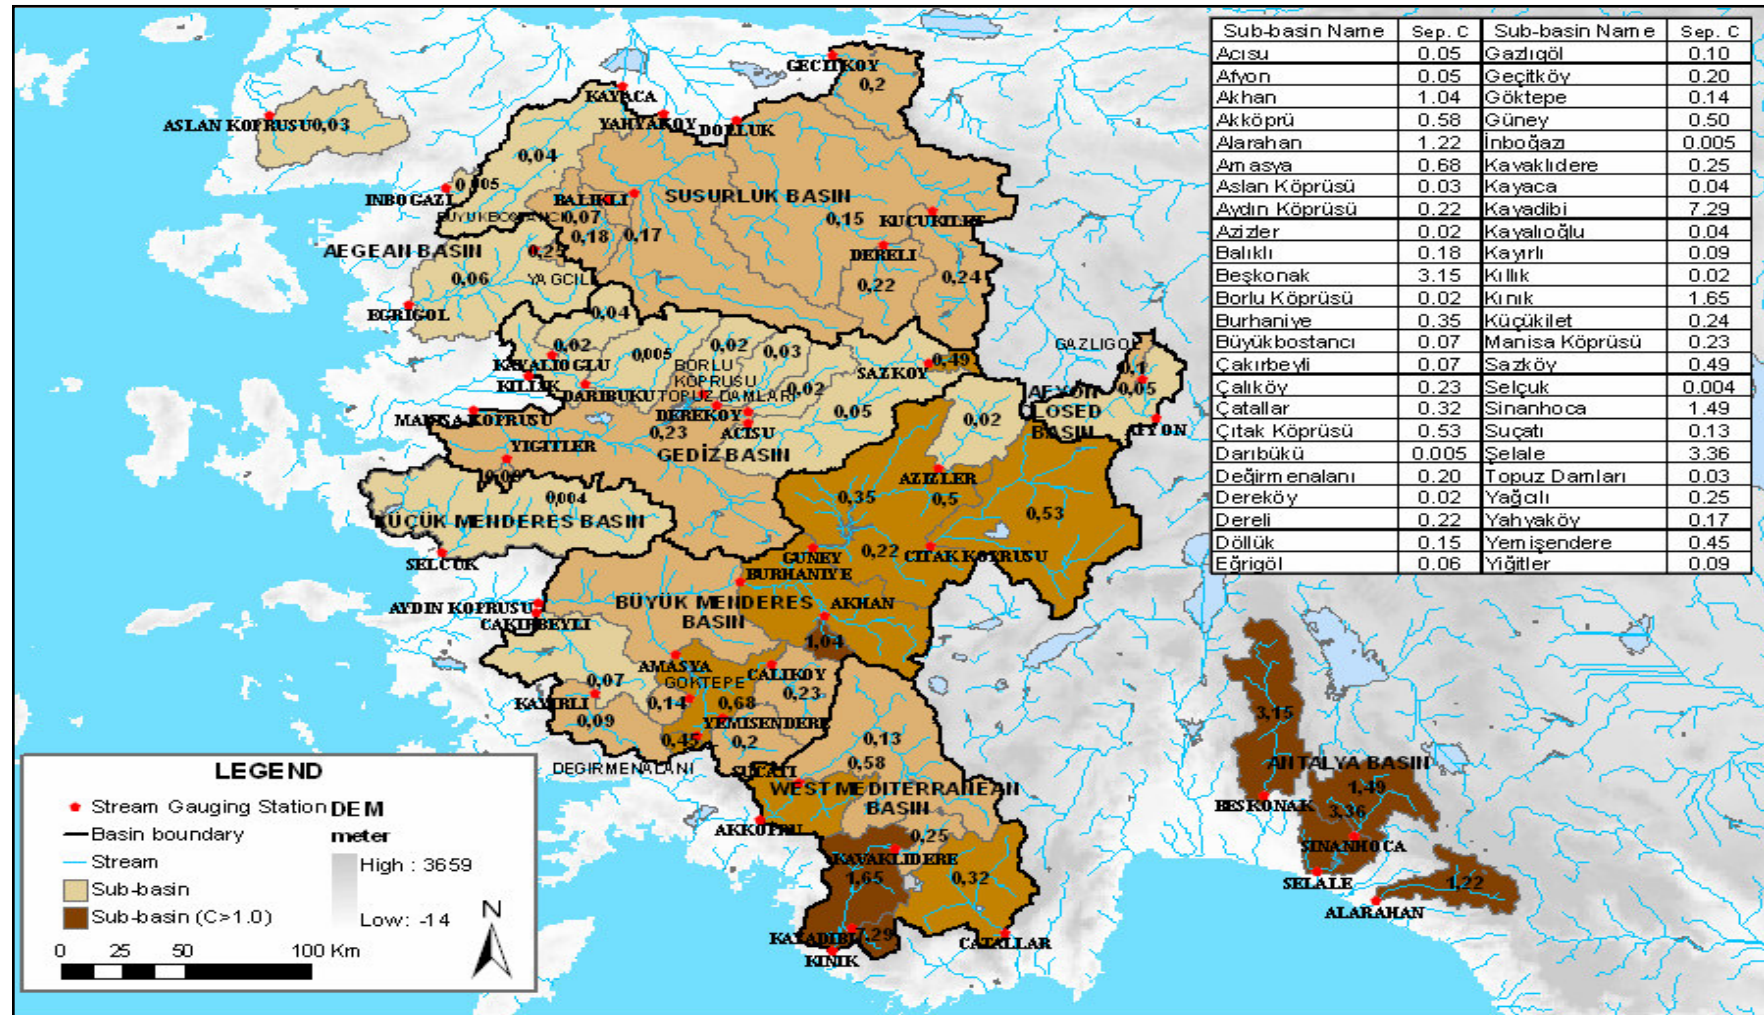 Sub-basin Name Sep. C Sub-basin Name Sep. C
Acısu 0.05 Gazlıgöl 0.10
Afyon 0.05 Geçitköy 0.20
Akhan 1.04 Göktepe 0.14
Akköprü 0.58 Güney 0.50
Alarahan 1.22 İnboğazı 0.005
Amasya 0.68 Kavaklıdere 0.25
Aslan Köprüsü 0.03 Kayaca 0.04
Aydın Köprüsü 0.22 Kayadibi 7.29
Azizler 0.02 Kayalıoğlu 0.04
Balıklı 0.18 Kayırlı 0.09
Beşkonak 3.15 Kıllık 0.02
Borlu Köprüsü 0.02 Kınık 1.65
Burhaniye 0.35 Küçükilet 0.24
Büyükbostancı 0.07 Manisa Köprüsü 0.23
Çakırbeyli 0.07 Sazköy 0.49
Çalıköy 0.23 Selçuk 0.004
Çatallar 0.32 Sinanhoca 1.49
Çıtak Köprüsü 0.53 Suçatı 0.13
Darıbükü 0.005 Şelale 3.36
Değirmenalanı 0.20 Topuz Damları 0.03
Dereköy 0.02 Yağcılı 0.25
Dereli 0.22 Yahyaköy 0.17
Döllük 0.15 Yemişendere 0.45
Eğrigöl 0.06 Yiğitler 0.09
GECITKOY
0,2
KAYACA
ASLAN KOPRUSU 0,03
YAHYAKOY
DOLLUK
0,04
0,005
INBOGAZI
BALIKLI
SUSURLUK BASIN
BUYUKBOSTANCI
0,07
0,15
KUCUKILET
0,18
0,17
AEGEAN BASIN
0,25
DERELI
0,06
YAGCILI
0,22
0,24
EGRIGOL
0,04
0,02
0,005
0,02
0,03
GAZLIGOL
BORLU
KOPRUSU
KAYALIOGLU
SAZKOY
0,49
0,1
KILLIK
DARIBUKU
TOPUZ DAMLARI
0,02
0,05
AFYON
CLOSED
BASIN
MANISA KOPRUSU
DEREKOY
0,05
0,02
AFYON
0,23
ACISU
YIGITLER
GEDİZ BASIN
0,09
AZIZLER
0,004
0,35
0,5
0,53
KÜÇÜK MENDERES BASIN
SELCUK
GUNEY
0,22
CITAK KOPRUSU
BURHANIYE
AYDIN KOPRUSU
BÜYÜK MENDERES
BASIN
AKHAN
CAKIRBEYLI
1,04
AMASYA
CALIKOY
0,07
GOKTEPE
KAYIRLI
0,14
0,68
0,23
0,09
YEMISENDERE
0,45
0,2
0,13
3,15
DEGIRMENALANI
SUCATI
0,58
ANTALYA BASIN
WEST MEDITERRANEAN
BASIN
1,49
BESKONAK
3,36
AKKOPRU
0,25
SINANHOCA
KAVAKLIDERE
1,65
0,32
SELALE
1,22
ALARAHAN
KAYADIBI
7,29
CATALLAR
KINIK
LEGEND
Stream Gauging Station DEM
Basin boundary meter
Stream
High : 3659
Sub-basin
Sub-basin (C>1.0)
Low: -14
N
0 25 50 100 Km